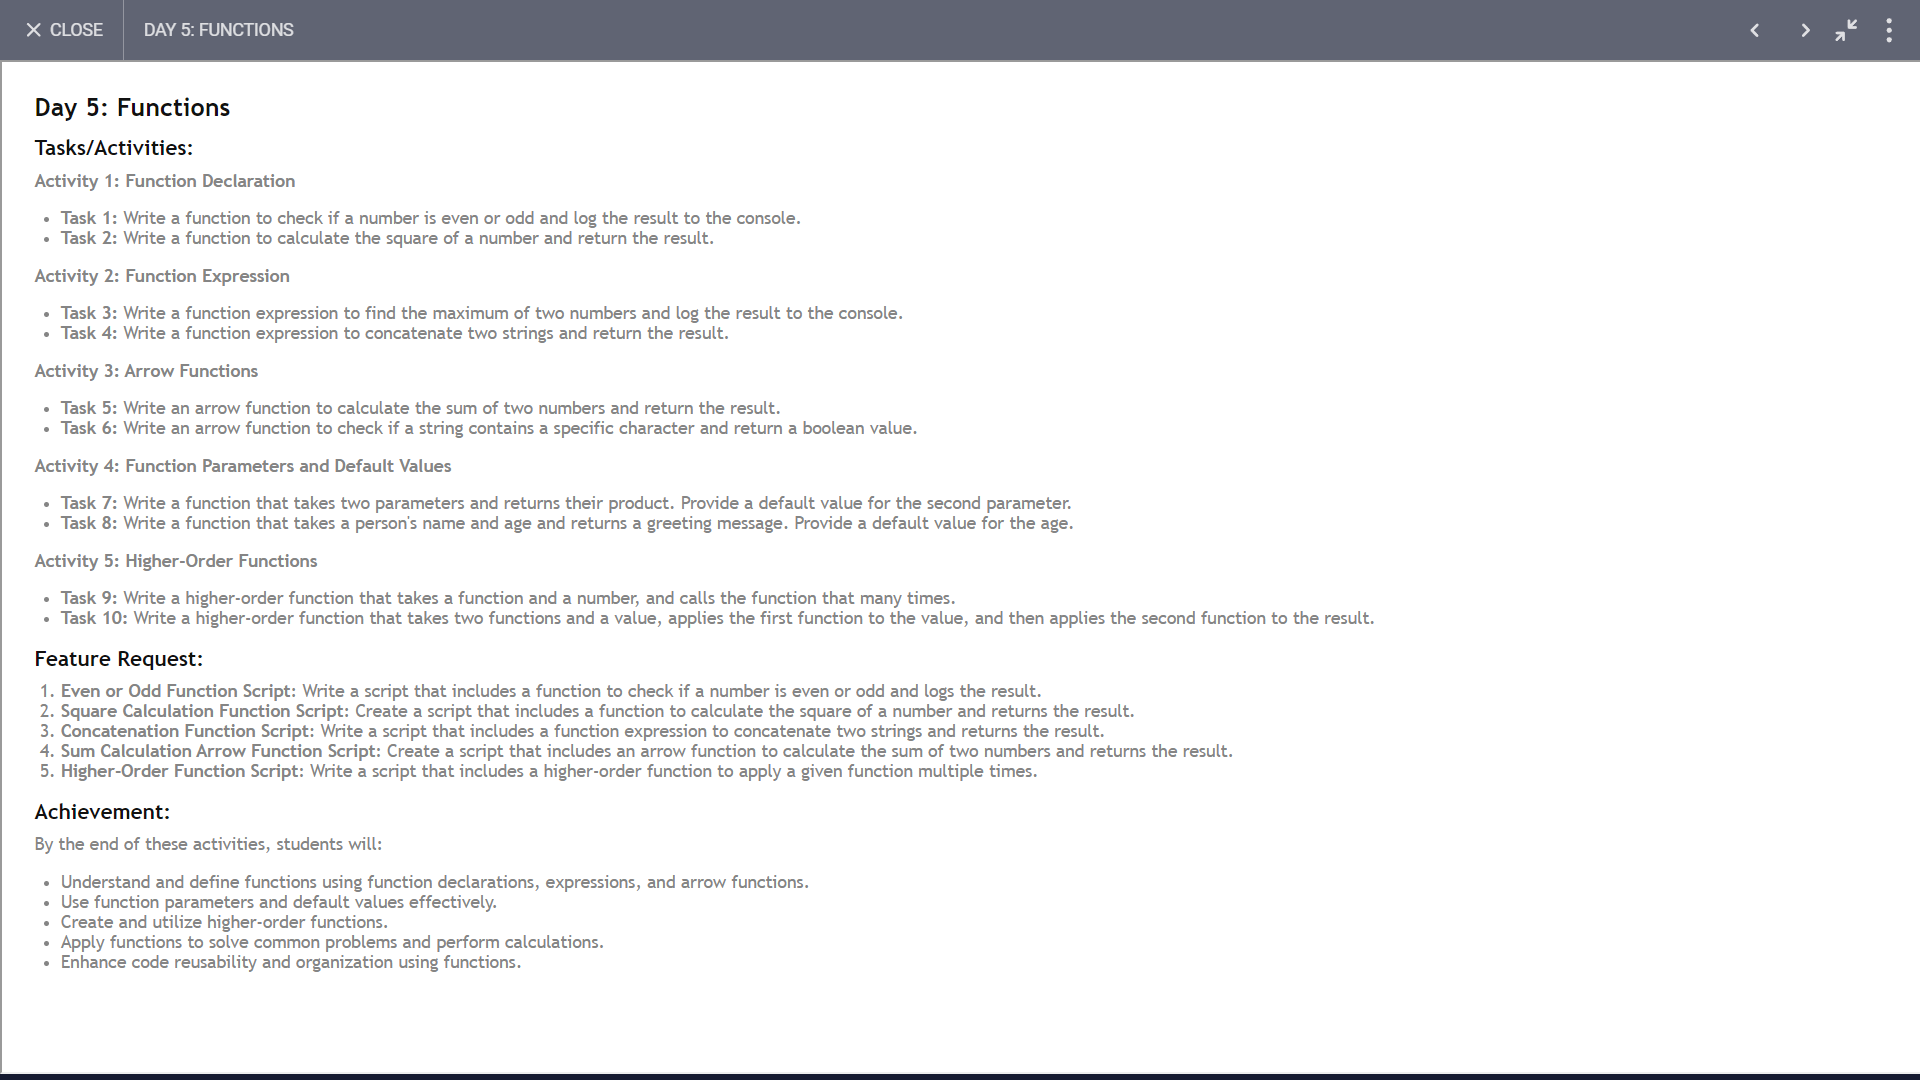 CLOSE
DAY 5: FUNCTIONS
Day 5: Functions
Tasks/Activities:
Activity 1: Function Declaration
• Task 1: Write a function to check if a number is even or odd and log the result to the console.
• Task 2: Write a function to calculate the square of a number and return the result.
Activity 2: Function Expression
• Task 3: Write a function expression to find the maximum of two numbers and log the result to the console.
• Task 4: Write a function expression to concatenate two strings and return the result.
Activity 3: Arrow Functions
• Task 5: Write an arrow function to calculate the sum of two numbers and return the result.
• Task 6: Write an arrow function to check if a string contains a specific character and return a boolean value.
Activity 4: Function Parameters and Default Values
• Task 7: Write a function that takes two parameters and returns their product. Provide a default value for the second parameter.
• Task 8: Write a function that takes a person's name and age and returns a greeting message. Provide a default value for the age.
Activity 5: Higher-Order Functions
• Task 9: Write a higher-order function that takes a function and a number, and calls the function that many times.
• Task 10: Write a higher-order function that takes two functions and a value, applies the first function to the value, and then applies the second function to the result.
Feature Request:
1. Even or Odd Function Script: Write a script that includes a function to check if a number is even or odd and logs the result.
2. Square Calculation Function Script: Create a script that includes a function to calculate the square of a number and returns the result.
3. Concatenation Function Script: Write a script that includes a function expression to concatenate two strings and returns the result.
4. Sum Calculation Arrow Function Script: Create a script that includes an arrow function to calculate the sum of two numbers and returns the result.
5. Higher-Order Function Script: Write a script that includes a higher-order function to apply a given function multiple times.
Achievement:
By the end of these activities, students will:
• Understand and define functions using function declarations, expressions, and arrow functions.
• Use function parameters and default values effectively.
• Create and utilize higher-order functions.
• Apply functions to solve common problems and perform calculations.
• Enhance code reusability and organization using functions.